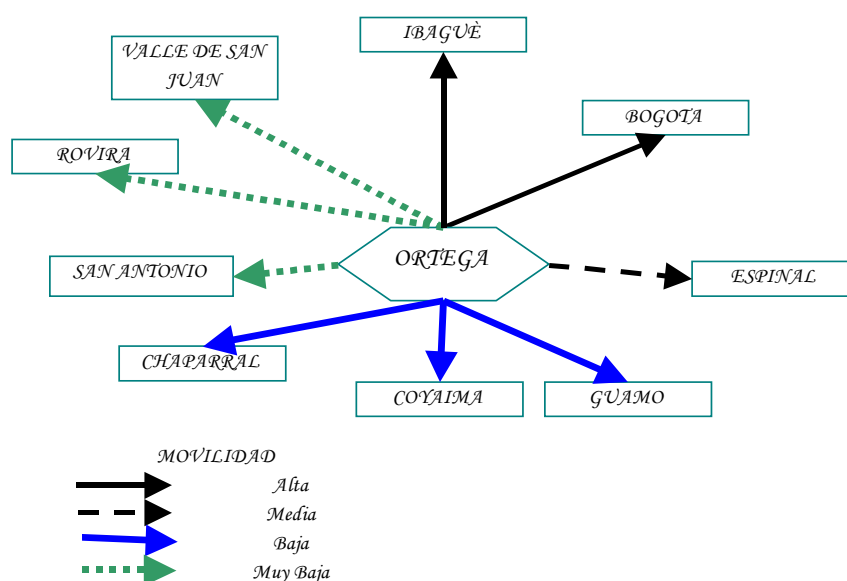 IBAGUÈ
VALLE DE SAN
JUAN
BOGOTA
ROVIRA
ORTEGA
SAN ANTONIO
ESPINAL
CHAPARRAL
COYAIMA
GUAMO
MOVILIDAD
Alta
Media
Baja
Muy Baja